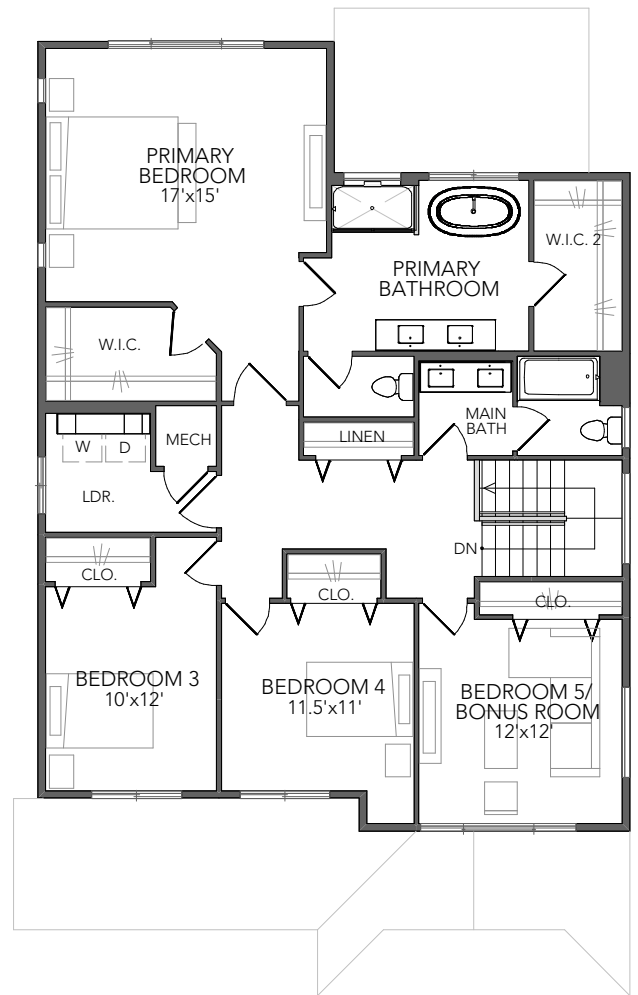 PRIMARY
BEDROOM
17'x15'
W.I.C. 2
PRIMARY
BATHROOM
W.I.C.
MAIN
BATH
LINEN
MECH
W D
LDR.
DN
CLO.
CLO.
CLO.
BEDROOM 3
10'x12'
BEDROOM 4
11.5'x11'
BEDROOM 5/
BONUS ROOM
12'x12'